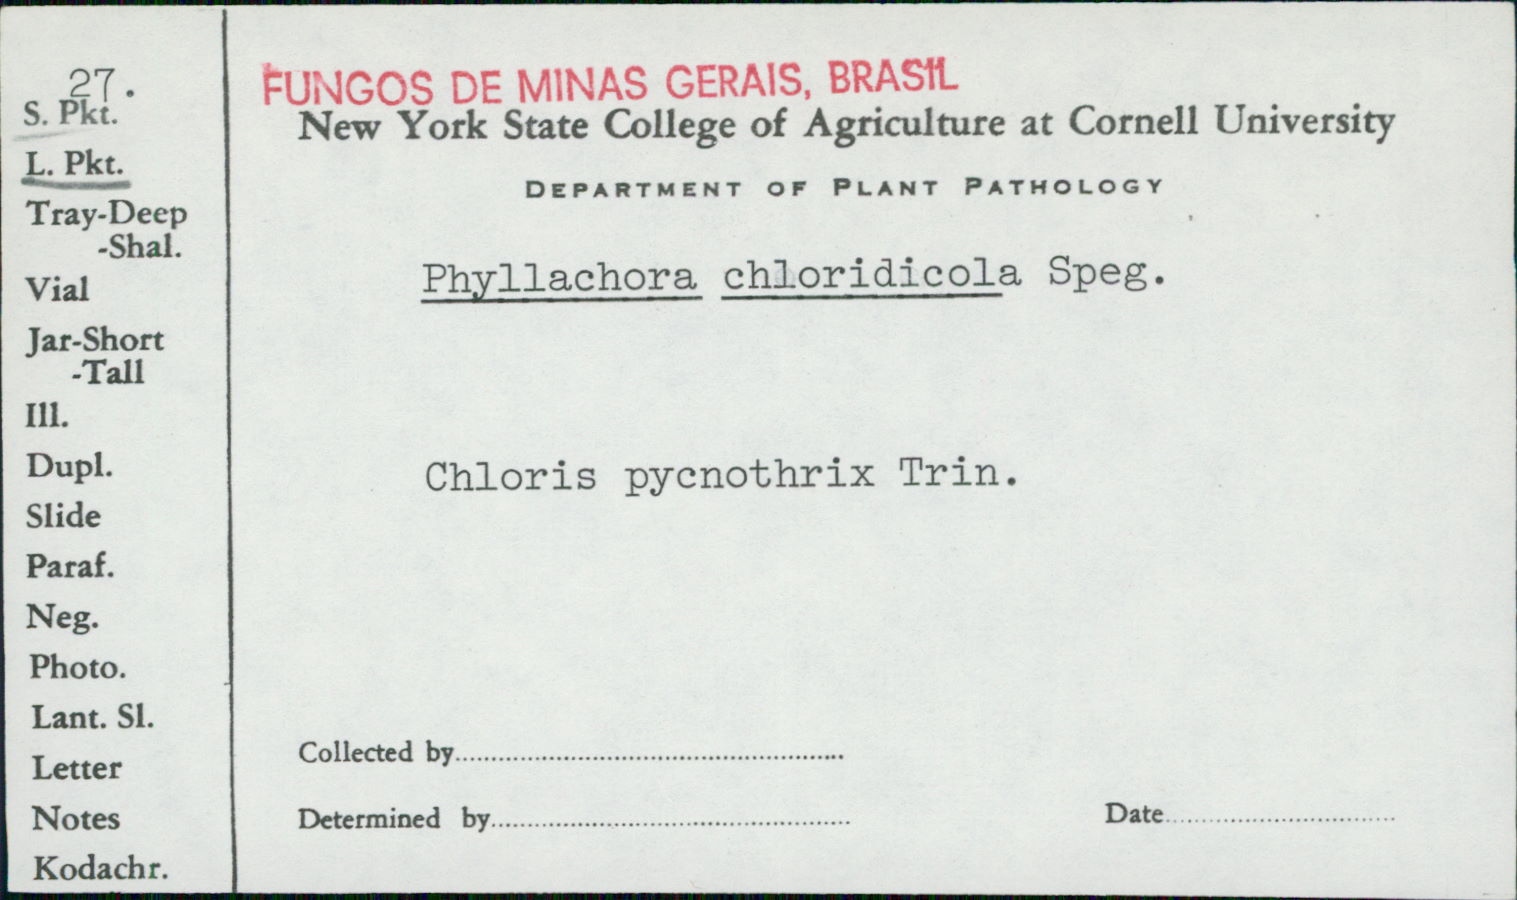 27.
S. Pkt.
L. Pkt.
Tray-Deep
-Shal.
Vial
Jar-Short
-Tall
Ill.
Dupl.
Slide
Paraf.
Neg.
Photo.
Lant. Sl.
Letter
Notes
Kodachr.
FUNGOS DE MINAS GERAIS, BRASIL
New York State College of Agriculture at Cornell University
DEPARTMENT OF PLANT PATHOLOGY
Phyllachora chloridicola Speg.
Chloris pycnothrix Trin.
Collected by
Determined by
Date